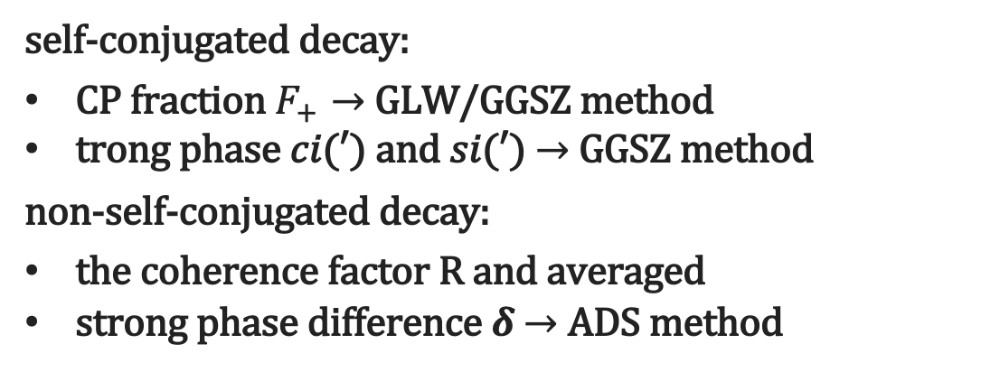 self-conjugated decay:
• CP fraction F₊ → GLW/GGSZ method
• trong phase ci(′) and si(′) → GGSZ method
non-self-conjugated decay:
• the coherence factor R and averaged
• strong phase difference δ → ADS method